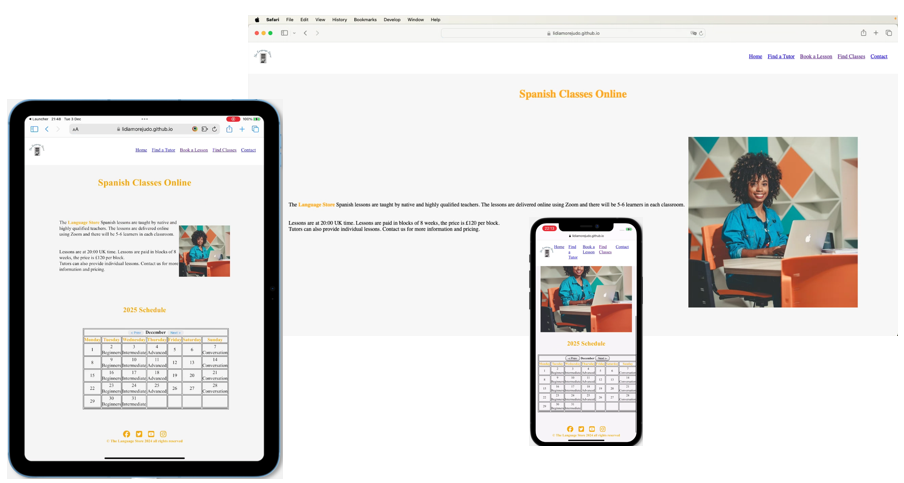 Safari File Edit View History Bookmarks Develop Window Help
lidiamorejudo.github.io
Home Find a Tutor Book a Lesson Find Classes Contact
Spanish Classes Online
The Language Store Spanish lessons are taught by native and highly qualified teachers. The lessons are delivered online using Zoom and there will be 5-6 learners in each classroom.
Lessons are at 20:00 UK time. Lessons are paid in blocks of 8 weeks, the price is £120 per block.
Tutors can also provide individual lessons. Contact us for more information and pricing.
Launcher 21:48 Tue 3 Dec
100%
AA lidiamorejudo.github.io
Home Find a Tutor Book a Lesson Find Classes Contact
Spanish Classes Online
The Language Store Spanish lessons are taught by native and
highly qualified teachers. The lessons are delivered online
using Zoom and there will be 5-6 learners in each classroom.
Lessons are at 20:00 UK time. Lessons are paid in blocks of 8
weeks, the price is £120 per block.
Tutors can also provide individual lessons. Contact us for more
information and pricing.
2025 Schedule
« Prev December Next »
Monday Tuesday Wednesday Thursday Friday Saturday Sunday
1 2 Beginners 3 Intermediate 4 Advanced 5 6 7 Conversation
8 9 Beginners 10 Intermediate 11 Advanced 12 13 14 Conversation
15 16 Beginners 17 Intermediate 18 Advanced 19 20 21 Conversation
22 23 Beginners 24 Intermediate 25 Advanced 26 27 28 Conversation
29 30 Beginners 31 Intermediate
© The Language Store 2024 All rights reserved
lidiamorejudo.github.io
Home Find a Tutor Book a Lesson Find Classes Contact
2025 Schedule
« Prev December Next »
© The Language Store 2024 All rights reserved